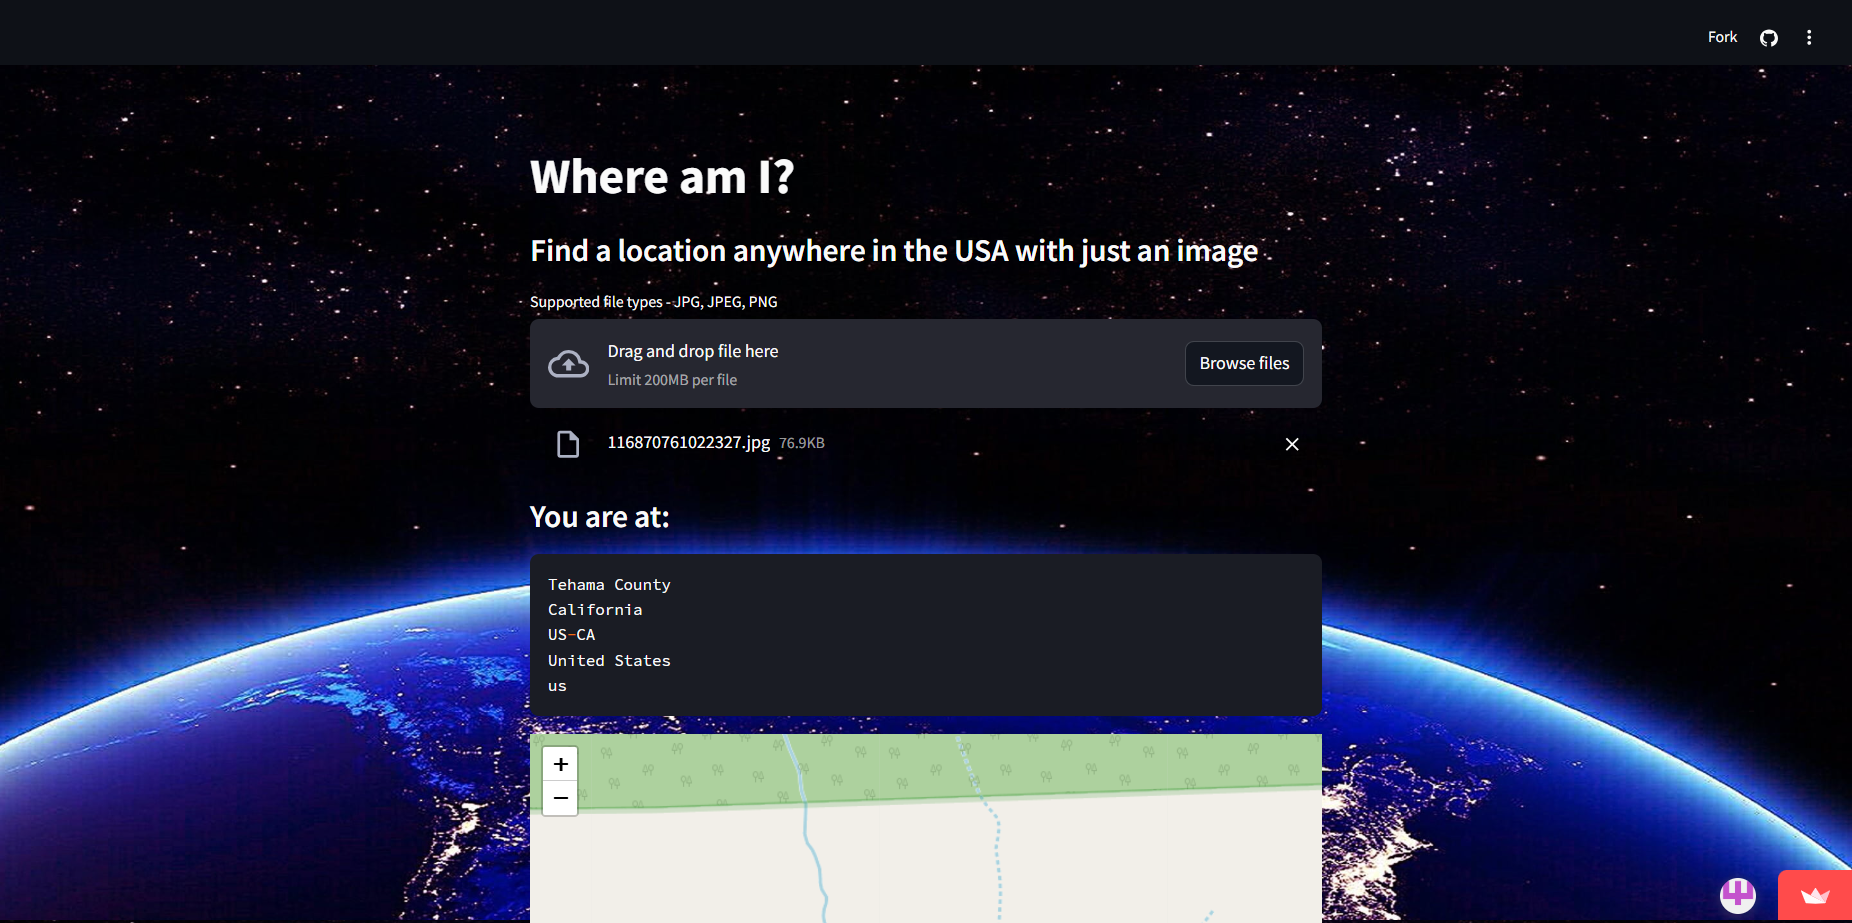 Fork
Where am I?
Find a location anywhere in the USA with just an image
Supported file types - JPG, JPEG, PNG
Drag and drop file here
Limit 200MB per file
Browse files
116870761022327.jpg 76.9KB
You are at:
Tehama County
California
US-CA
United States
us
+
−